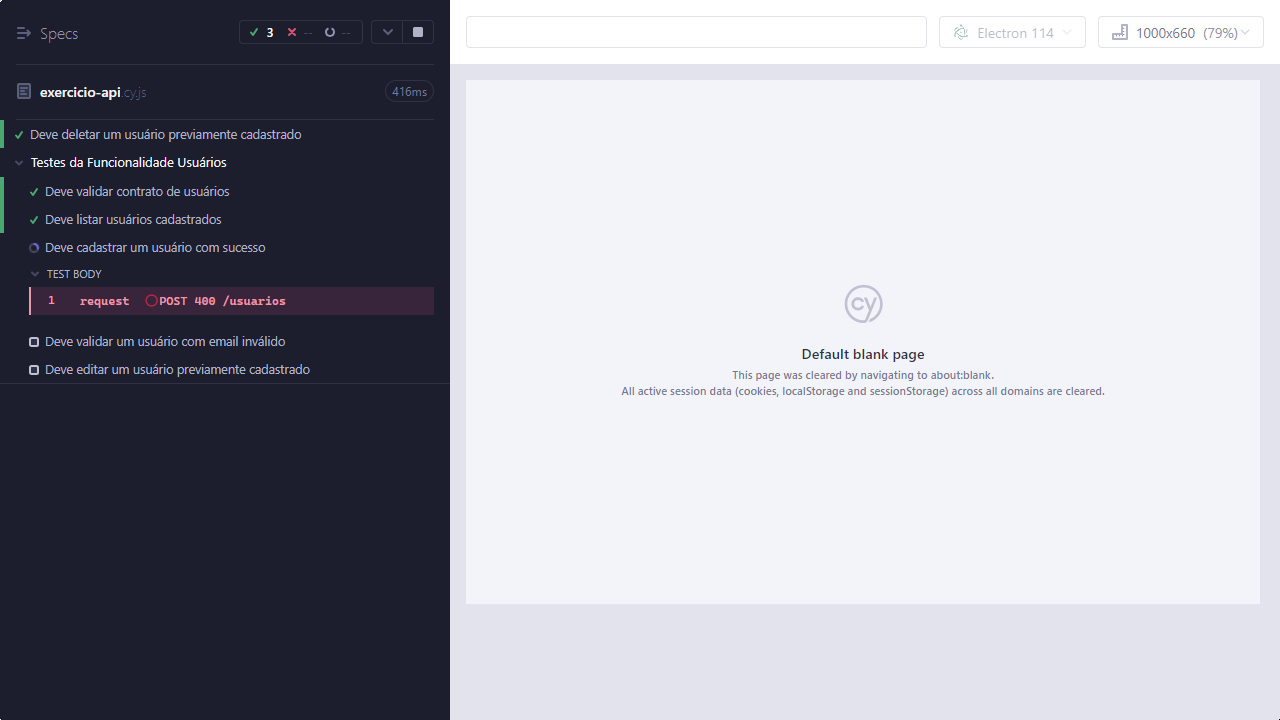 Specs
3 -- --
exercicio-api.cy.js
416ms
Deve deletar um usuário previamente cadastrado
Testes da Funcionalidade Usuários
Deve validar contrato de usuários
Deve listar usuários cadastrados
Deve cadastrar um usuário com sucesso
TEST BODY
1 request POST 400 /usuarios
Deve validar um usuário com email inválido
Deve editar um usuário previamente cadastrado
Electron 114
1000x660 (79%)
cy
Default blank page
This page was cleared by navigating to about:blank.
All active session data (cookies, localStorage and sessionStorage) across all domains are cleared.